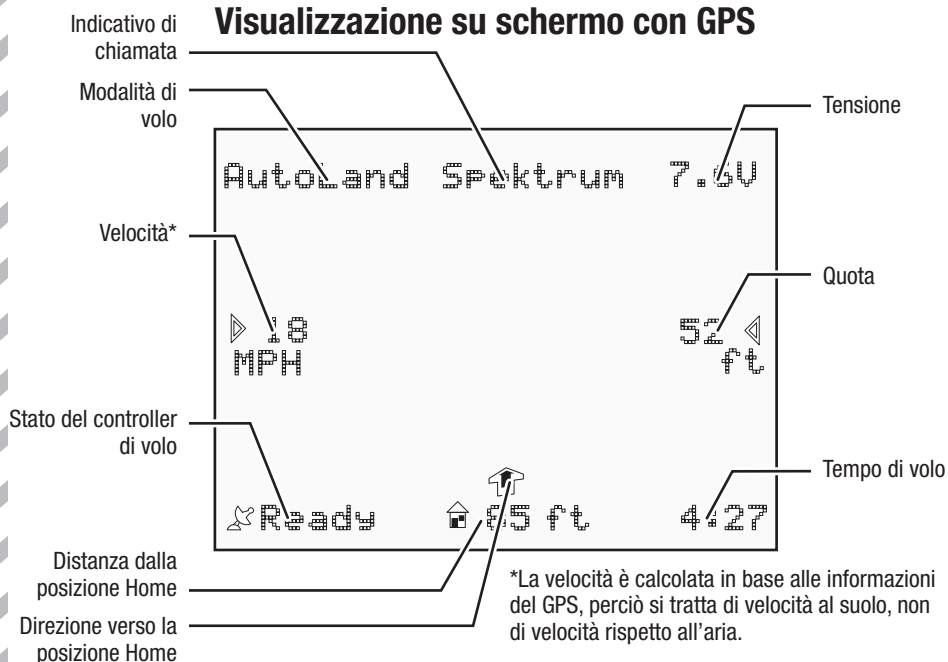 Visualizzazione su schermo con GPS
Indicativo di
chiamata
Modalità di
volo
Tensione
AutoLand Spektrum 7.6V
Velocità*
Quota
18
MPH
52
ft
Stato del controller
di volo
Tempo di volo
Ready 85 ft 4:27
Distanza dalla
posizione Home
Direzione verso la
posizione Home
*La velocità è calcolata in base alle informazioni
del GPS, perciò si tratta di velocità al suolo, non
di velocità rispetto all'aria.